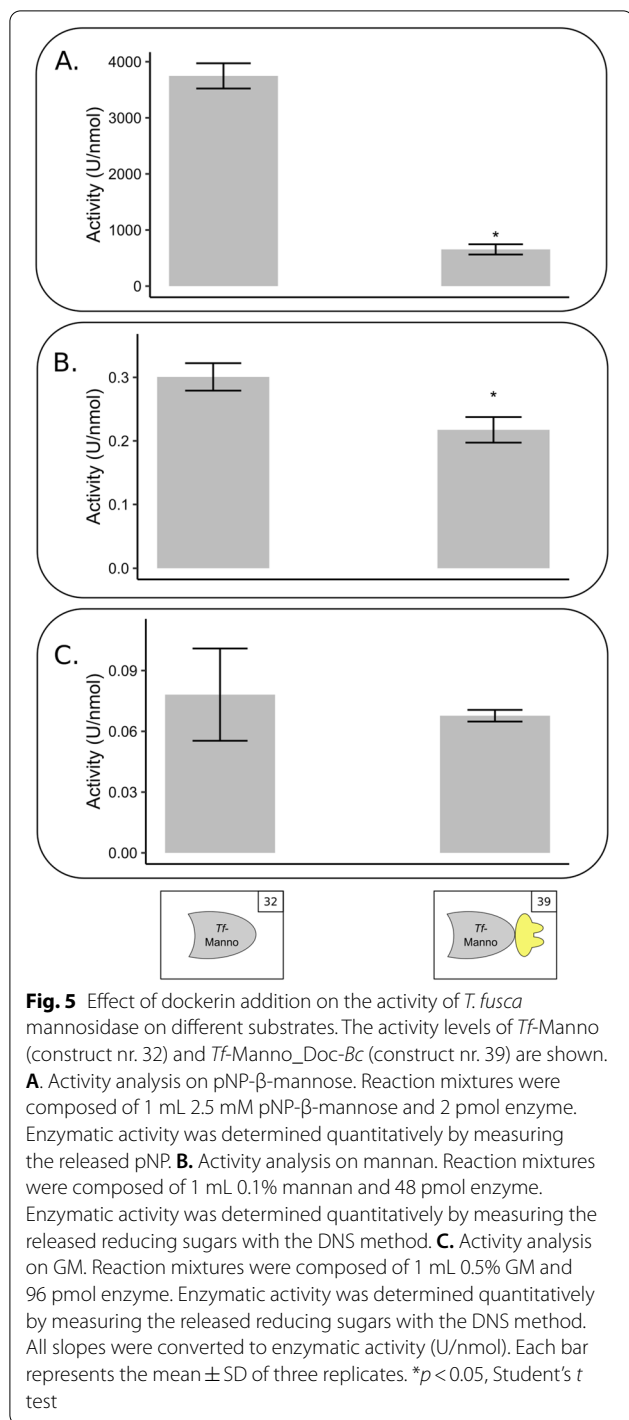 A.
4000
3000
2000
1000
0
Activity (U/nmol)
*
B.
0.3
0.2
0.1
0.0
Activity (U/nmol)
*
C.
0.09
0.06
0.03
0.00
Activity (U/nmol)
32
Tf-
Manno
39
Tf-
Manno
Fig. 5 Effect of dockerin addition on the activity of T. fusca
mannosidase on different substrates. The activity levels of Tf-Manno
(construct nr. 32) and Tf-Manno_Doc-Bc (construct nr. 39) are shown.
A. Activity analysis on pNP-β-mannose. Reaction mixtures were
composed of 1 mL 2.5 mM pNP-β-mannose and 2 pmol enzyme.
Enzymatic activity was determined quantitatively by measuring
the released pNP. B. Activity analysis on mannan. Reaction mixtures
were composed of 1 mL 0.1% mannan and 48 pmol enzyme.
Enzymatic activity was determined quantitatively by measuring the
released reducing sugars with the DNS method. C. Activity analysis
on GM. Reaction mixtures were composed of 1 mL 0.5% GM and
96 pmol enzyme. Enzymatic activity was determined quantitatively
by measuring the released reducing sugars with the DNS method.
All slopes were converted to enzymatic activity (U/nmol). Each bar
represents the mean ± SD of three replicates. *p < 0.05, Student's t
test